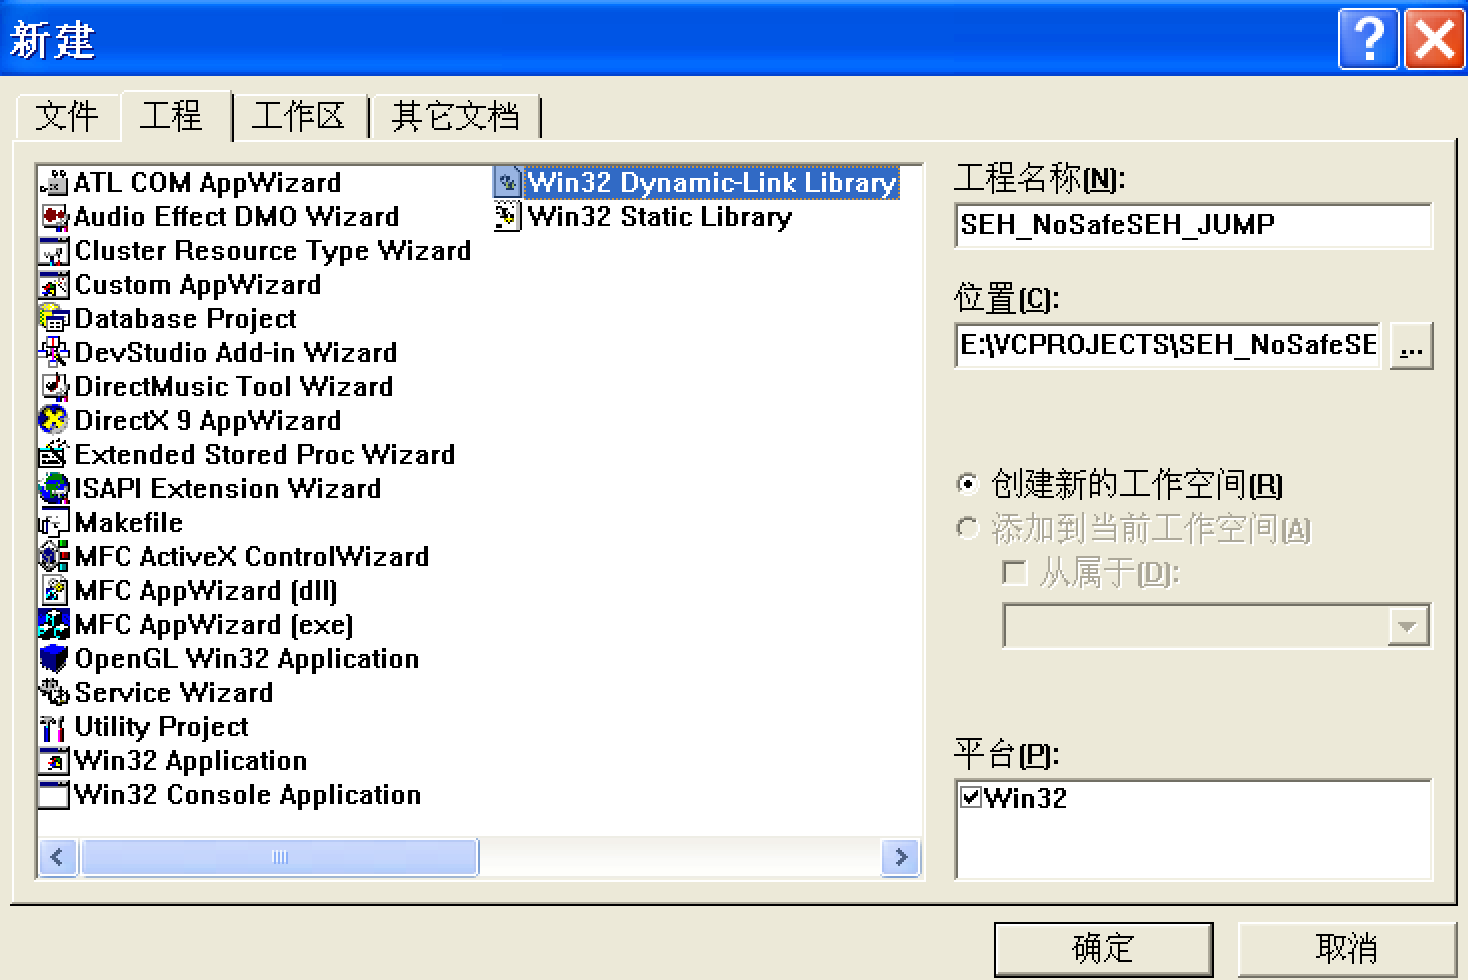 新建
文件
工程
工作区
其它文档
ATL COM AppWizard
Audio Effect DMO Wizard
Cluster Resource Type Wizard
Custom AppWizard
Database Project
DevStudio Add-in Wizard
DirectMusic Tool Wizard
DirectX 9 AppWizard
Extended Stored Proc Wizard
ISAPI Extension Wizard
Makefile
MFC ActiveX ControlWizard
MFC AppWizard (dll)
MFC AppWizard (exe)
OpenGL Win32 Application
Service Wizard
Utility Project
Win32 Application
Win32 Console Application
Win32 Dynamic-Link Library
Win32 Static Library
工程名称(N):
SEH_NoSafeSEH_JUMP
位置(C):
E:\VCPROJECTS\SEH_NoSafeSE
...
创建新的工作空间(R)
添加到当前工作空间(A)
从属于(D):
平台(P):
Win32
确定
取消